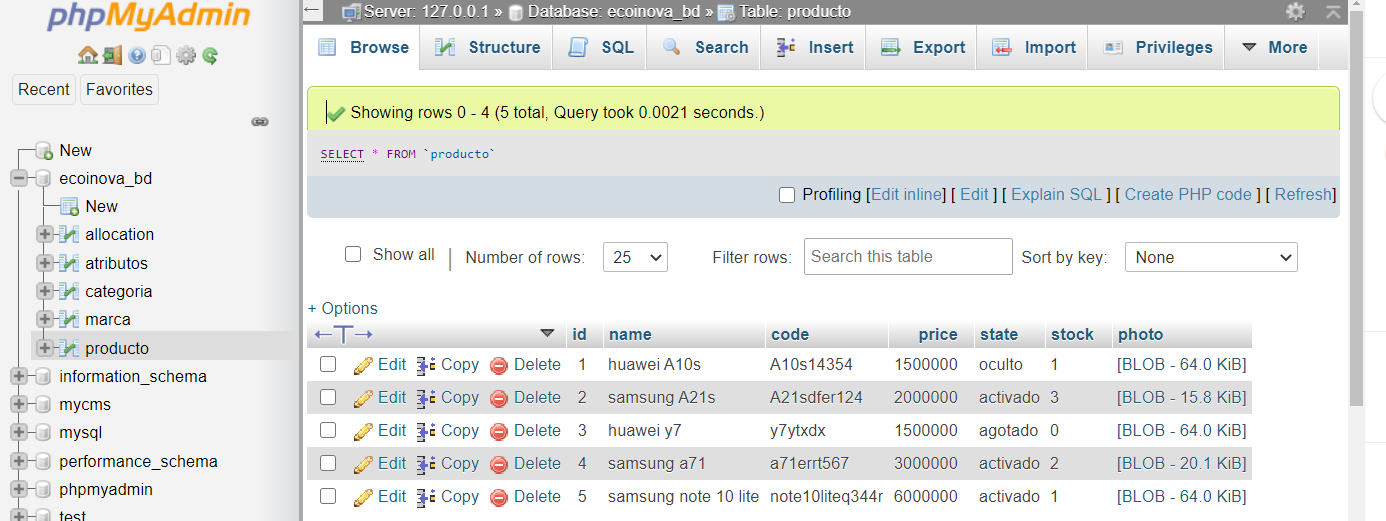 phpMyAdmin
Recent Favorites
New
ecoinova_bd
New
allocation
atributos
categoria
marca
producto
information_schema
mycms
mysql
performance_schema
phpmyadmin
test
Server: 127.0.0.1 » Database: ecoinova_bd » Table: producto
Browse Structure SQL Search Insert Export Import Privileges More
Showing rows 0 - 4 (5 total, Query took 0.0021 seconds.)
SELECT * FROM `producto`
Profiling [Edit inline] [ Edit ] [ Explain SQL ] [ Create PHP code ] [ Refresh]
Show all | Number of rows: 25 Filter rows: Search this table Sort by key: None
+ Options
←T→ id name code price state stock photo
Edit Copy Delete 1 huawei A10s A10s14354 1500000 oculto 1 [BLOB - 64.0 KiB]
Edit Copy Delete 2 samsung A21s A21sdfer124 2000000 activado 3 [BLOB - 15.8 KiB]
Edit Copy Delete 3 huawei y7 y7ytxdx 1500000 agotado 0 [BLOB - 64.0 KiB]
Edit Copy Delete 4 samsung a71 a71errt567 3000000 activado 2 [BLOB - 20.1 KiB]
Edit Copy Delete 5 samsung note 10 lite note10liteq344r 6000000 activado 1 [BLOB - 64.0 KiB]